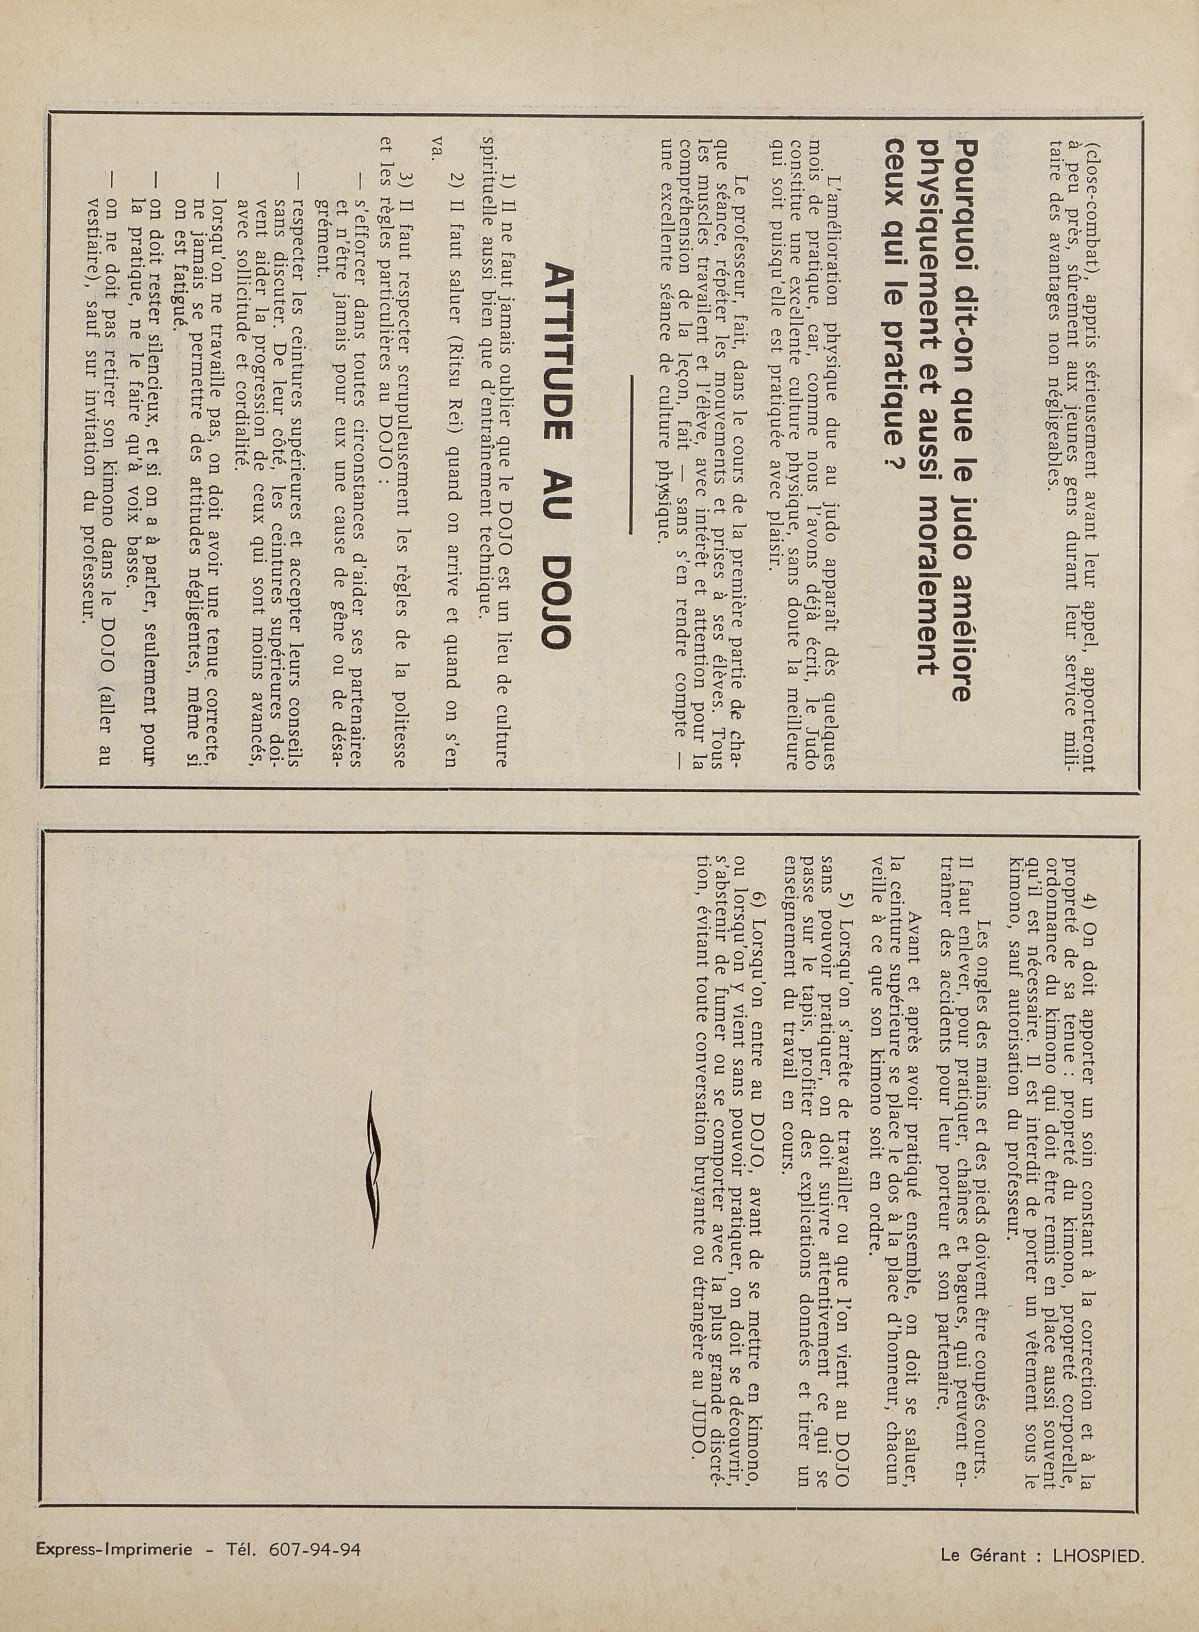 (close-combat), appris sérieusement avant leur appel, apporteront
à peu près, sûrement aux jeunes gens durant leur service mili-
taire des avantages non négligeables.
Pourquoi dit-on que le judo améliore
physiquement et aussi moralement
ceux qui le pratique ?
L'amélioration physique due au judo apparaît dès quelques
mois de pratique, car, comme nous l'avons déjà écrit, le Judo
constitue une excellente culture physique, sans doute la meilleure
qui soit puisqu'elle est pratiquée avec plaisir.
Le professeur, fait, dans le cours de la première partie de cha-
que séance, répéter les mouvements et prises à ses élèves. Tous
les muscles travailent et l'élève, avec intérêt et attention pour la
compréhension de la leçon, fait — sans s'en rendre compte —
une excellente séance de culture physique.
ATTITUDE AU DOJO
1) Il ne faut jamais oublier que le DOJO est un lieu de culture
spirituelle aussi bien que d'entraînement technique.
2) Il faut saluer (Ritsu Rei) quand on arrive et quand on s'en
va.
3) Il faut respecter scrupuleusement les règles de la politesse
et les règles particulières au DOJO :
— s'efforcer dans toutes circonstances d'aider ses partenaires
et n'être jamais pour eux une cause de gêne ou de désa-
grément.
— respecter les ceintures supérieures et accepter leurs conseils
sans discuter. De leur côté, les ceintures supérieures doi-
vent aider la progression de ceux qui sont moins avancés,
avec sollicitude et cordialité.
— lorsqu'on ne travaille pas, on doit avoir une tenue correcte,
ne jamais se permettre des attitudes négligentes, même si
on est fatigué.
— on doit rester silencieux, et si on a à parler, seulement pour
la pratique, ne le faire qu'à voix basse.
— on ne doit pas retirer son kimono dans le DOJO (aller au
vestiaire), sauf sur invitation du professeur.
4) On doit apporter un soin constant à la correction et à la
propreté de sa tenue : propreté du kimono, propreté corporelle,
ordonnance du kimono qui doit être remis en place aussi souvent
qu'il est nécessaire. Il est interdit de porter un vêtement sous le
kimono, sauf autorisation du professeur.
Les ongles des mains et des pieds doivent être coupés courts.
Il faut enlever, pour pratiquer, chaînes et bagues, qui peuvent en-
traîner des accidents pour leur porteur et son partenaire.
Avant et après avoir pratiqué ensemble, on doit se saluer,
la ceinture supérieure se place le dos à la place d'honneur, chacun
veille à ce que son kimono soit en ordre.
5) Lorsqu'on s'arrête de travailler ou que l'on vient au DOJO
sans pouvoir pratiquer, on doit suivre attentivement ce qui se
passe sur le tapis, profiter des explications données et tirer un
enseignement du travail en cours.
6) Lorsqu'on entre au DOJO, avant de se mettre en kimono,
ou lorsqu'on y vient sans pouvoir pratiquer, on doit se découvrir,
s'abstenir de fumer ou se comporter avec la plus grande discré-
tion, évitant toute conversation bruyante ou étrangère au JUDO.
Express-Imprimerie - Tél. 607-94-94
Le Gérant : LHOSPIED.